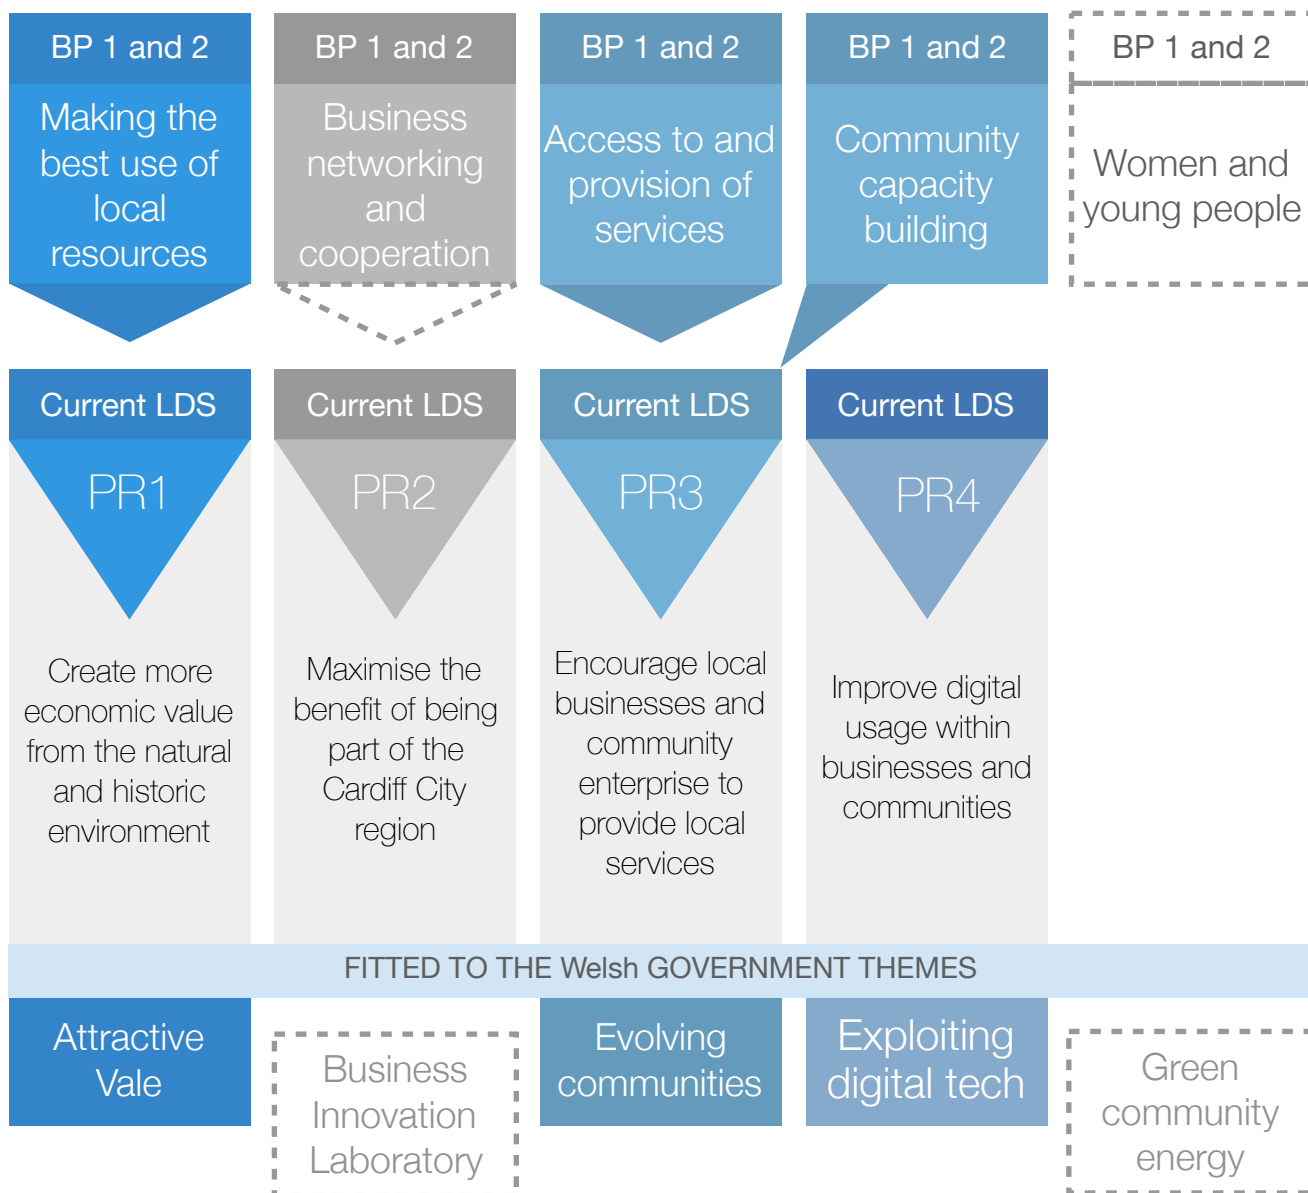 BP 1 and 2
Making the
best use of
local
resources
BP 1 and 2
Business
networking
and
cooperation
BP 1 and 2
Access to and
provision of
services
BP 1 and 2
Community
capacity
building
BP 1 and 2
Women and
young people
Current LDS
PR1
Create more
economic value
from the natural
and historic
environment
Current LDS
PR2
Maximise the
benefit of being
part of the
Cardiff City
region
Current LDS
PR3
Encourage local
businesses and
community
enterprise to
provide local
services
Current LDS
PR4
Improve digital
usage within
businesses and
communities
FITTED TO THE Welsh GOVERNMENT THEMES
Attractive
Vale
Business
Innovation
Laboratory
Evolving
communities
Exploiting
digital tech
Green
community
energy